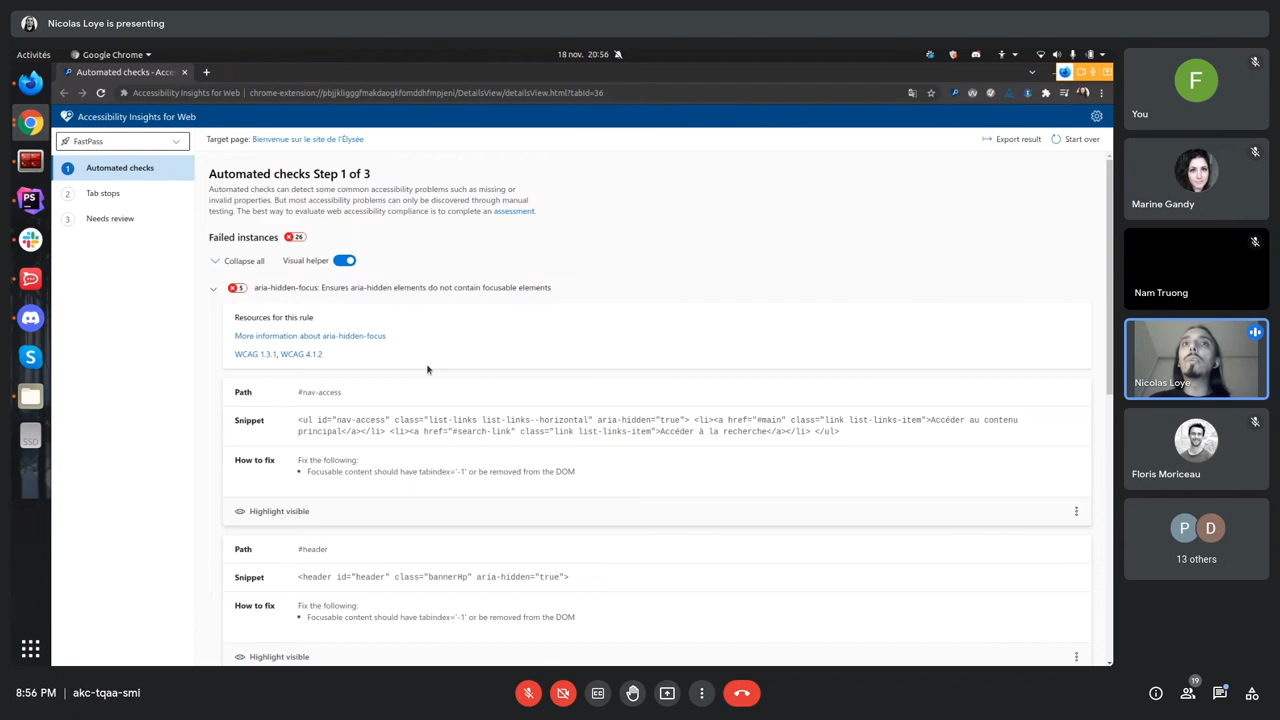 Nicolas Loye is presenting
Activités
Google Chrome
18 nov. 20:56
Automated checks - Acces
Accessibility Insights for Web
chrome-extension://pbjjkligggfmakdaogkfomddhfmpjeni/DetailsView/detailsView.html?tabId=36
Accessibility Insights for Web
FastPass
Target page: Bienvenue sur le site de l'Élysée
Export result
Start over
1 Automated checks
2 Tab stops
3 Needs review
Automated checks Step 1 of 3
Automated checks can detect some common accessibility problems such as missing or
invalid properties. But most accessibility problems can only be discovered through manual
testing. The best way to evaluate web accessibility compliance is to complete an assessment.
Failed instances 26
Collapse all
Visual helper
5 aria-hidden-focus: Ensures aria-hidden elements do not contain focusable elements
Resources for this rule
More information about aria-hidden-focus
WCAG 1.3.1, WCAG 4.1.2
Path #nav-access
Snippet <ul id="nav-access" class="list-links list-links--horizontal" aria-hidden="true"> <li><a href="#main" class="link list-links-item">Accéder au contenu
principal</a></li> <li><a href="#search-link" class="link list-links-item">Accéder à la recherche</a></li> </ul>
How to fix Fix the following:
• Focusable content should have tabindex='-1' or be removed from the DOM
Highlight visible
Path #header
Snippet <header id="header" class="bannerHp" aria-hidden="true">
How to fix Fix the following:
• Focusable content should have tabindex='-1' or be removed from the DOM
Highlight visible
PS
S
SSD
F
You
Marine Gandy
Nam Truong
Nicolas Loye
Floris Moriceau
P D
13 others
8:56 PM
akc-tqaa-smi
CC
19